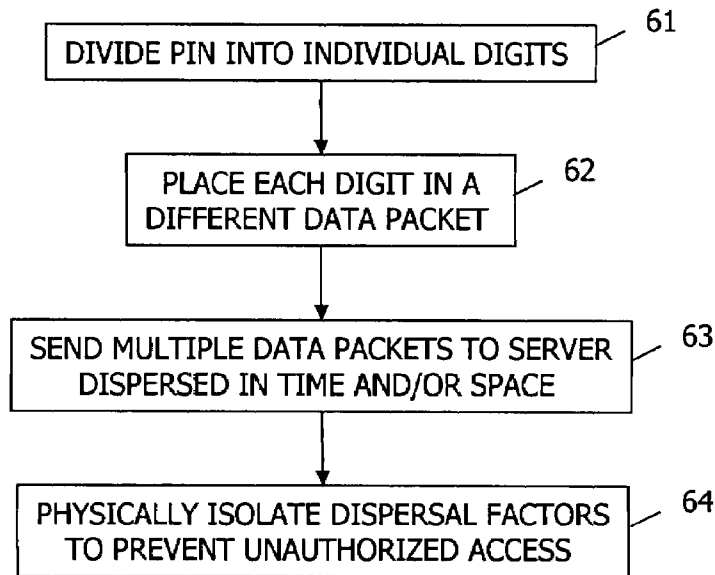 61
DIVIDE PIN INTO INDIVIDUAL DIGITS
62
PLACE EACH DIGIT IN A
DIFFERENT DATA PACKET
63
SEND MULTIPLE DATA PACKETS TO SERVER
DISPERSED IN TIME AND/OR SPACE
64
PHYSICALLY ISOLATE DISPERSAL FACTORS
TO PREVENT UNAUTHORIZED ACCESS